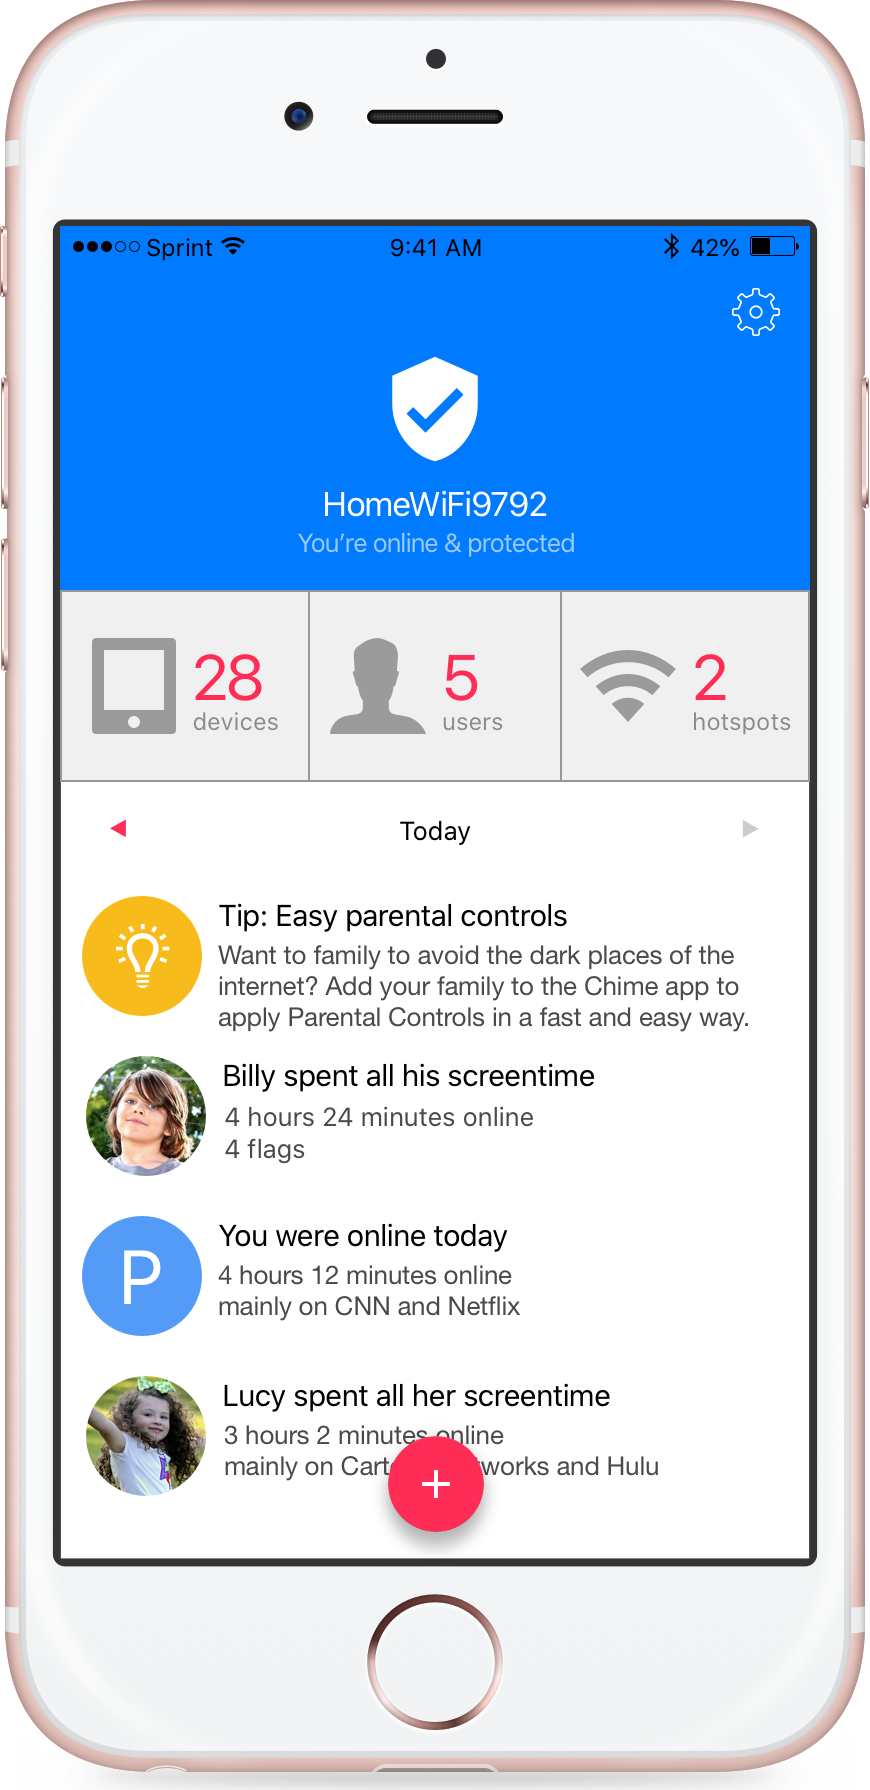 Sprint 9:41 AM 42%
HomeWiFi9792
You're online & protected
28 5 2
devices users hotspots
Today
Tip: Easy parental controls
Want to family to avoid the dark places of the
internet? Add your family to the Chime app to
apply Parental Controls in a fast and easy way.
Billy spent all his screentime
4 hours 24 minutes online
4 flags
P
You were online today
4 hours 12 minutes online
mainly on CNN and Netflix
Lucy spent all her screentime
3 hours 2 minutes online
mainly on Cart works and Hulu
+